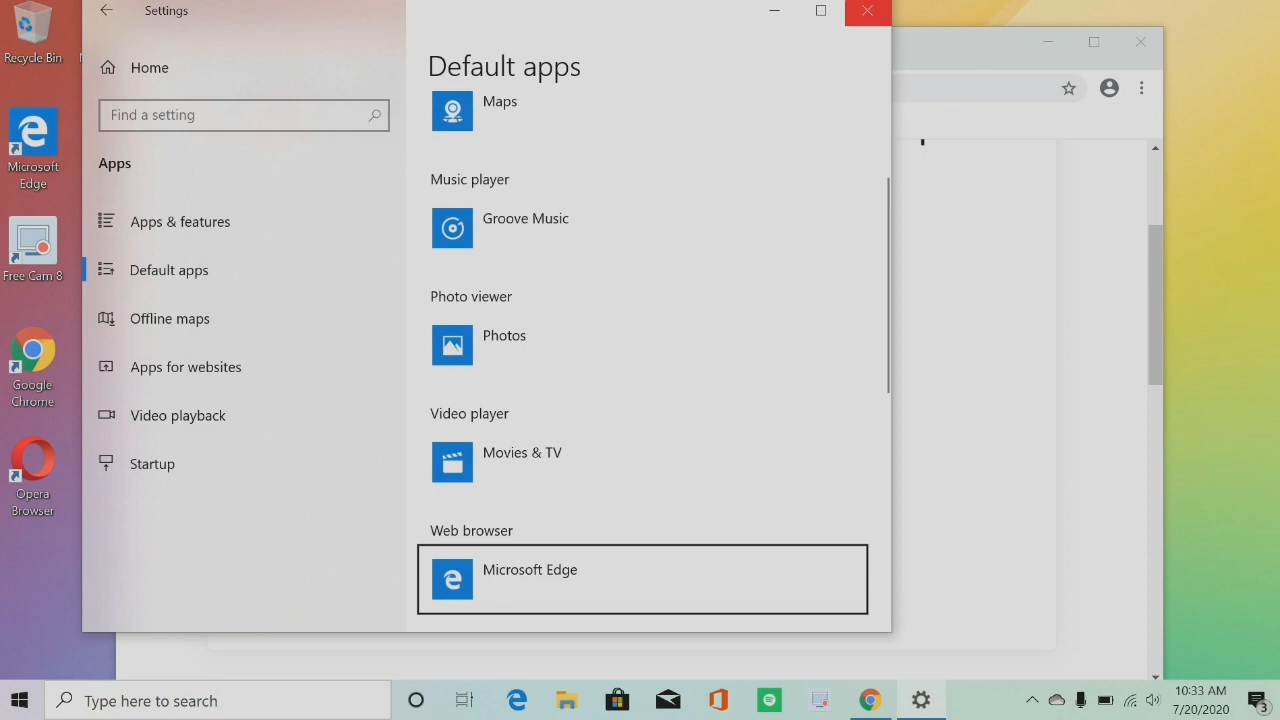 Recycle Bin
Microsoft
Edge
Free Cam 8
Google
Chrome
Opera
Browser
Settings
Home
Find a setting
Apps
Apps & features
Default apps
Offline maps
Apps for websites
Video playback
Startup
Default apps
Maps
Music player
Groove Music
Photo viewer
Photos
Video player
Movies & TV
Web browser
Microsoft Edge
Type here to search
10:33 AM
7/20/2020
3